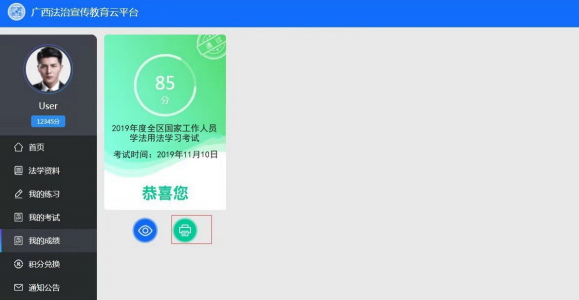 广西法治宣传教育云平台
User
12345分
首页
法学资料
我的练习
我的考试
我的成绩
积分兑换
通知公告
85
分
2019年度全区国家工作人员
学法用法学习考试
考试时间：2019年11月10日
恭喜您